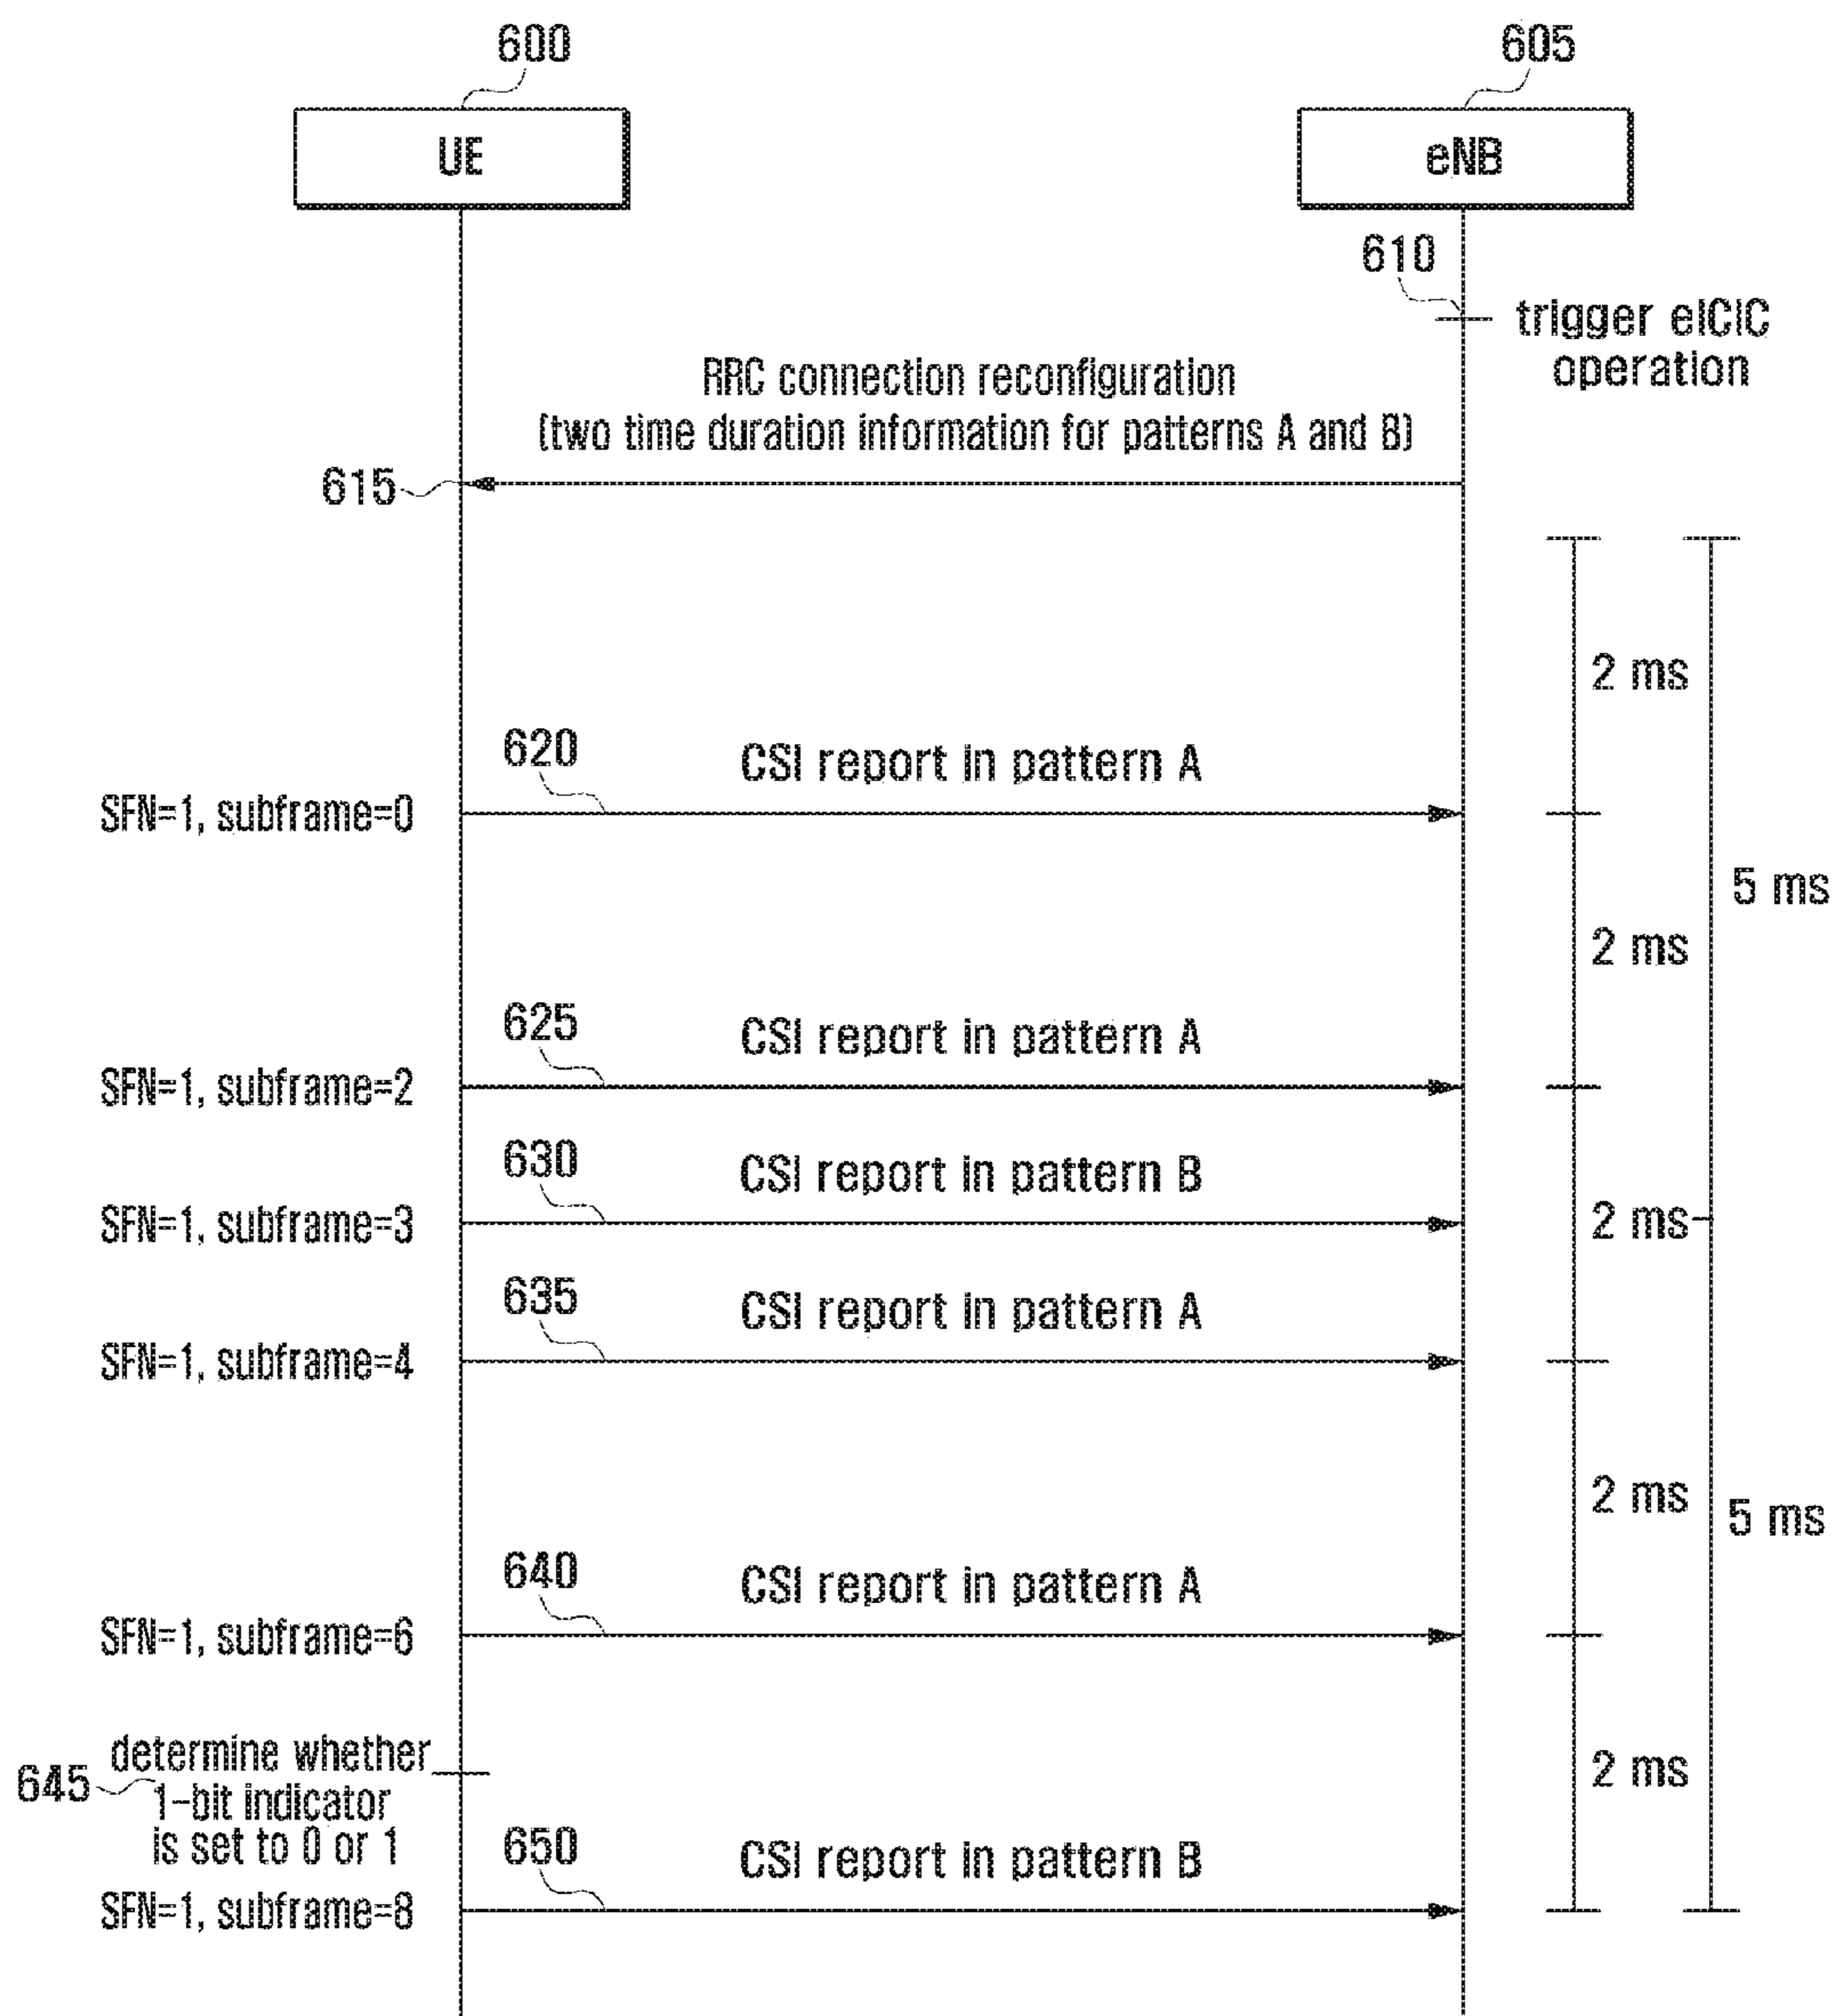 600
605
UE
eNB
610
trigger eICIC
operation
RRC connection reconfiguration
(two time duration information for patterns A and B)
615
2 ms
620
CSI report in pattern A
SFN=1, subframe=0
5 ms
2 ms
625
CSI report in pattern A
SFN=1, subframe=2
630
CSI report in pattern B
SFN=1, subframe=3
2 ms
635
CSI report in pattern A
SFN=1, subframe=4
2 ms
5 ms
640
CSI report in pattern A
SFN=1, subframe=6
645
determine whether
1-bit indicator
is set to 0 or 1
2 ms
650
CSI report in pattern B
SFN=1, subframe=8